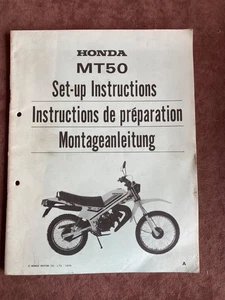 HONDA
MT50
Set-up Instructions
Instructions de préparation
Montageanleitung
A